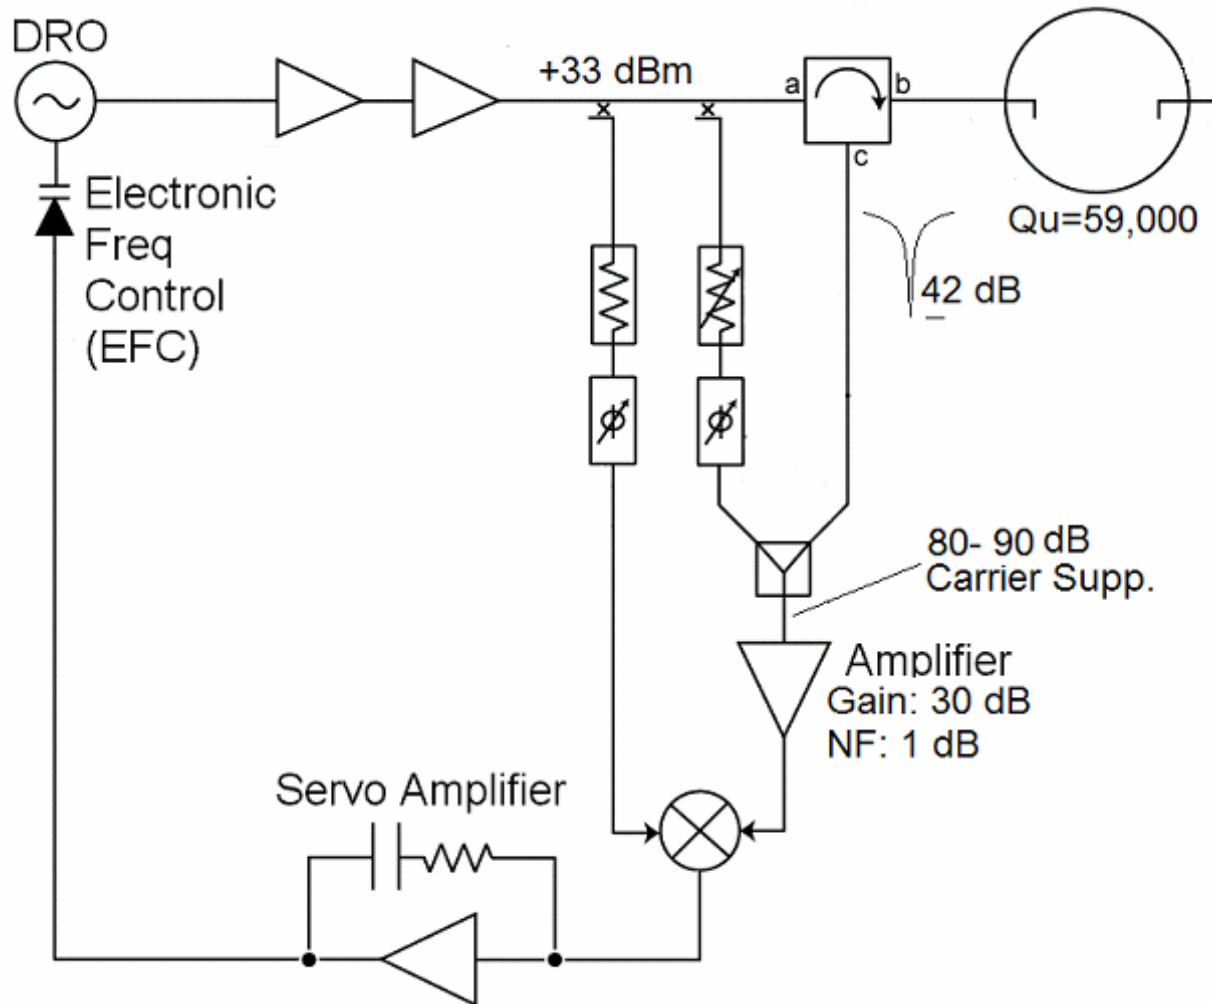 DRO
+33 dBm
a
b
c
Electronic
Freq
Control
(EFC)
Qu=59,000
42 dB
ϕ
ϕ
80- 90 dB
Carrier Supp.
Amplifier
Gain: 30 dB
NF: 1 dB
Servo Amplifier